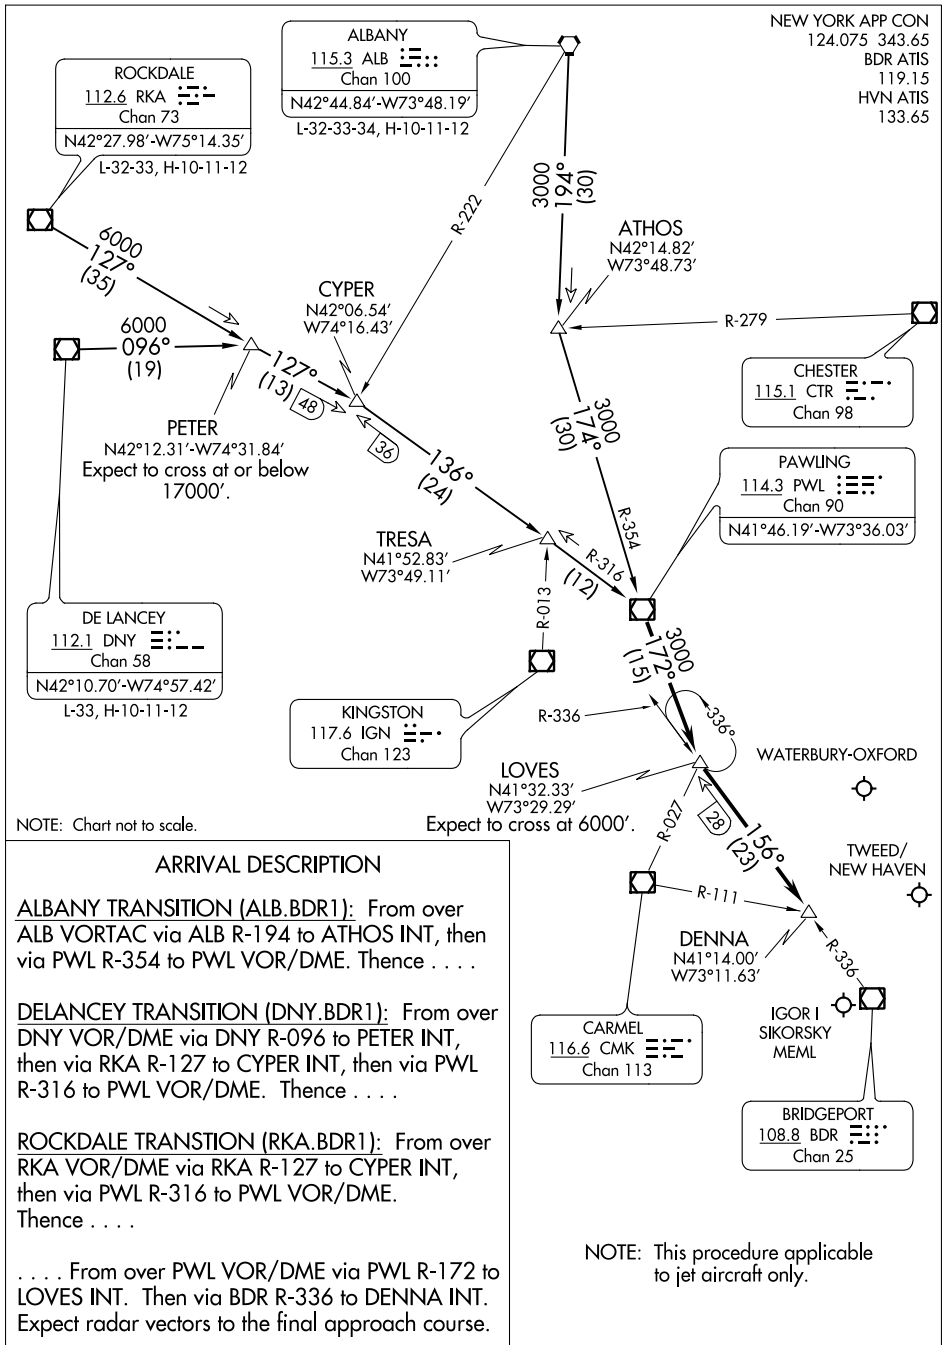 NEW YORK APP CON
124.075 343.65
BDR ATIS
119.15
HVN ATIS
133.65
ALBANY
115.3 ALB
Chan 100
N42°44.84’-W73°48.19’
L-32-33-34, H-10-11-12
ROCKDALE
112.6 RKA
Chan 73
N42°27.98’-W75°14.35’
L-32-33, H-10-11-12
6000
127°
(35)
R-222
3000
194°
(30)
ATHOS
N42°14.82’
W73°48.73’
CYPER
N42°06.54’
W74°16.43’
6000
096°
(19)
R-279
CHESTER
115.1 CTR
Chan 98
127°
(13)
48
36
PETER
N42°12.31’-W74°31.84’
Expect to cross at or below
17000’.
3000
174°
(30)
136°
(24)
PAWLING
114.3 PWL
Chan 90
N41°46.19’-W73°36.03’
R-354
TRESA
N41°52.83’
W73°49.11’
R-316
(12)
R-013
DE LANCEY
112.1 DNY
Chan 58
N42°10.70’-W74°57.42’
L-33, H-10-11-12
KINGSTON
117.6 IGN
Chan 123
3000
172°
(15)
R-336
336°
LOVES
N41°32.33’
W73°29.29’
Expect to cross at 6000’.
WATERBURY-OXFORD
R-027
28
156°
(23)
TWEED/
NEW HAVEN
R-111
DENNA
N41°14.00’
W73°11.63’
R-336
IGOR I
SIKORSKY
MEML
CARMEL
116.6 CMK
Chan 113
BRIDGEPORT
108.8 BDR
Chan 25
NOTE: Chart not to scale.
ARRIVAL DESCRIPTION
ALBANY TRANSITION (ALB.BDR1): From over
ALB VORTAC via ALB R-194 to ATHOS INT, then
via PWL R-354 to PWL VOR/DME. Thence . . . .
DELANCEY TRANSITION (DNY.BDR1): From over
DNY VOR/DME via DNY R-096 to PETER INT,
then via RKA R-127 to CYPER INT, then via PWL
R-316 to PWL VOR/DME. Thence . . . .
ROCKDALE TRANSTION (RKA.BDR1): From over
RKA VOR/DME via RKA R-127 to CYPER INT,
then via PWL R-316 to PWL VOR/DME.
Thence . . . .
. . . . From over PWL VOR/DME via PWL R-172 to
LOVES INT. Then via BDR R-336 to DENNA INT.
Expect radar vectors to the final approach course.
NOTE: This procedure applicable
to jet aircraft only.